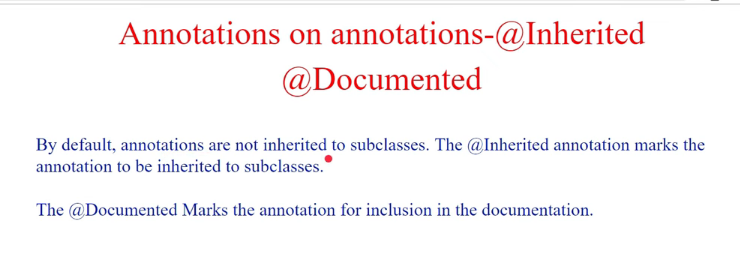 Annotations on annotations-@Inherited
@Documented
By default, annotations are not inherited to subclasses. The @Inherited annotation marks the
annotation to be inherited to subclasses.
The @Documented Marks the annotation for inclusion in the documentation.